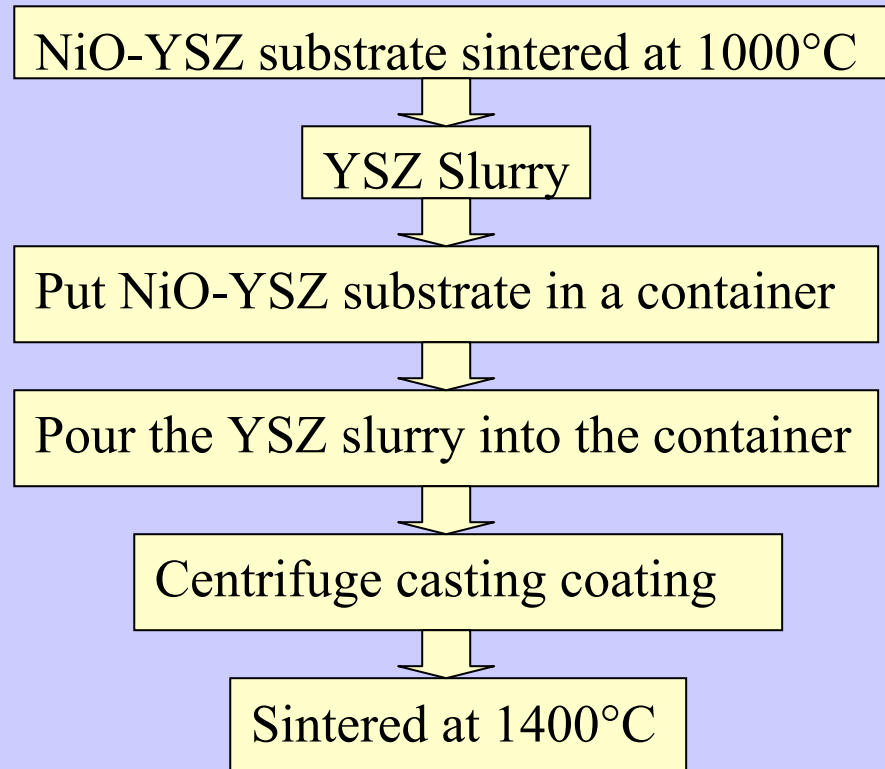 NiO-YSZ substrate sintered at 1000°C
YSZ Slurry
Put NiO-YSZ substrate in a container
Pour the YSZ slurry into the container
Centrifuge casting coating
Sintered at 1400°C